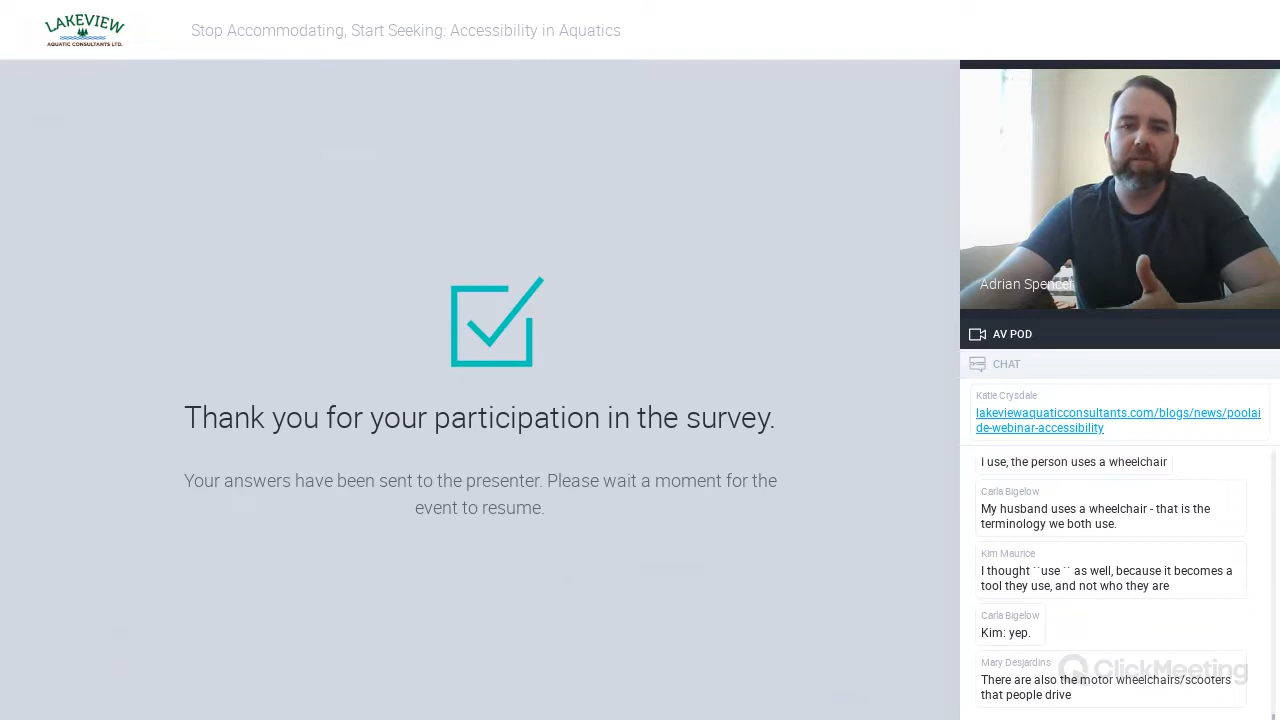 LAKEVIEW
AQUATIC CONSULTANTS LTD.
Stop Accommodating, Start Seeking: Accessibility in Aquatics
Thank you for your participation in the survey.
Your answers have been sent to the presenter. Please wait a moment for the
event to resume.
Adrian Spencer
AV POD
CHAT
Katie Crysdale
lakeviewaquaticconsultants.com/blogs/news/poolai
de-webinar-accessibility
I use, the person uses a wheelchair
Carla Bigelow
My husband uses a wheelchair - that is the
terminology we both use.
Kim Maurice
I thought ``use `` as well, because it becomes a
tool they use, and not who they are
Carla Bigelow
Kim: yep.
Mary Desjardins
There are also the motor wheelchairs/scooters
that people drive
ClickMeeting